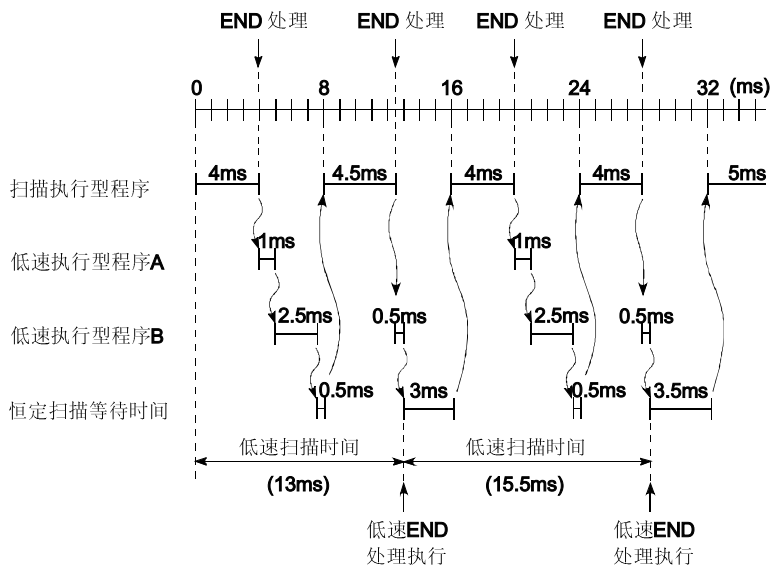 END 处理 END 处理 END 处理 END 处理
0 8 16 24 32 (ms)
扫描执行型程序 4ms 4.5ms 4ms 4ms 5ms
低速执行型程序A 1ms 1ms
低速执行型程序B 2.5ms 0.5ms 2.5ms 0.5ms
恒定扫描等待时间 0.5ms 3ms 0.5ms 3.5ms
低速扫描时间 低速扫描时间
(13ms) (15.5ms)
低速END 低速END
处理执行 处理执行